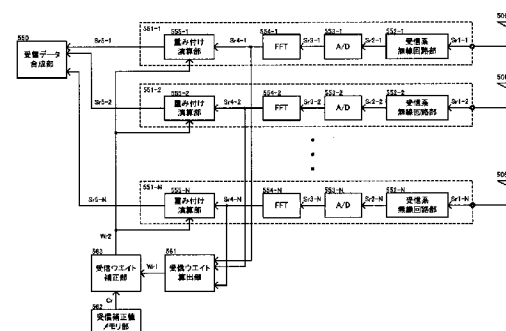 551-1
555-1
554-1
553-1
552-1
550
受信データ
合成部
Sr5-1
重み付け
演算部
Sr4-1
FFT
Sr3-1
A/D
Sr2-1
受信系
無線回路部
Sr1-1
551-2
555-2
554-2
553-2
552-2
Sr5-2
重み付け
演算部
Sr4-2
FFT
Sr3-2
A/D
Sr2-2
受信系
無線回路部
Sr1-2
551-N
555-N
554-N
553-N
552-N
Sr5-N
重み付け
演算部
Sr4-N
FFT
Sr3-N
A/D
Sr2-N
受信系
無線回路部
Sr1-N
Wr2
563
受信ウエイト
補正部
Wr1
561
受信ウエイト
算出部
Cr
562
受信補正値
メモリ部